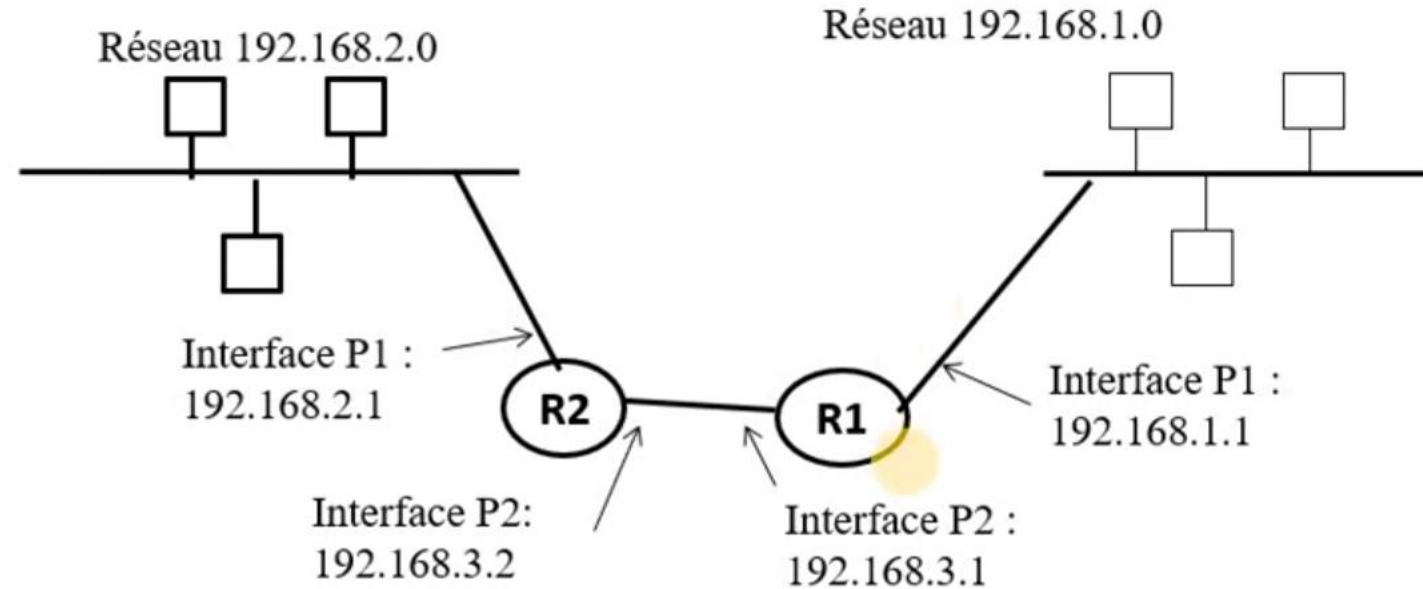 Réseau 192.168.2.0
Réseau 192.168.1.0
Interface P1 :
192.168.2.1
R2
R1
Interface P1 :
192.168.1.1
Interface P2:
192.168.3.2
Interface P2 :
192.168.3.1